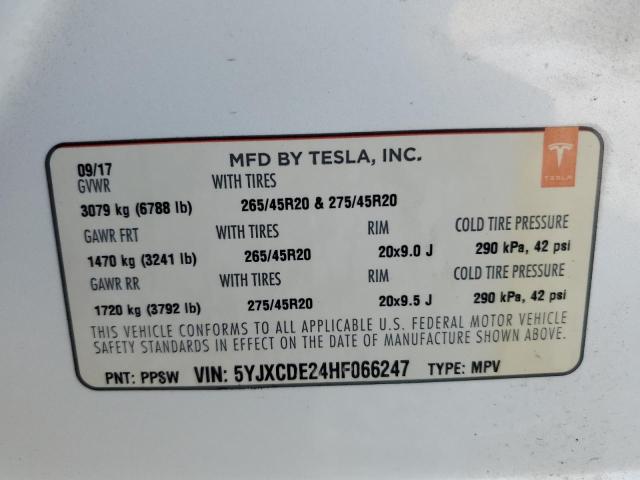 09/17 MFD BY TESLA, INC.
TESLA
GVWR WITH TIRES
3079 kg (6788 lb) 265/45R20 & 275/45R20
GAWR FRT WITH TIRES RIM COLD TIRE PRESSURE
1470 kg (3241 lb) 265/45R20 20x9.0 J 290 kPa, 42 psi
GAWR RR WITH TIRES RIM COLD TIRE PRESSURE
1720 kg (3792 lb) 275/45R20 20x9.5 J 290 kPa, 42 psi
THIS VEHICLE CONFORMS TO ALL APPLICABLE U.S. FEDERAL MOTOR VEHICLE
SAFETY STANDARDS IN EFFECT ON THE DATE OF MANUFACTURE SHOWN ABOVE.
PNT: PPSW VIN: 5YJXCDE24HF066247 TYPE: MPV